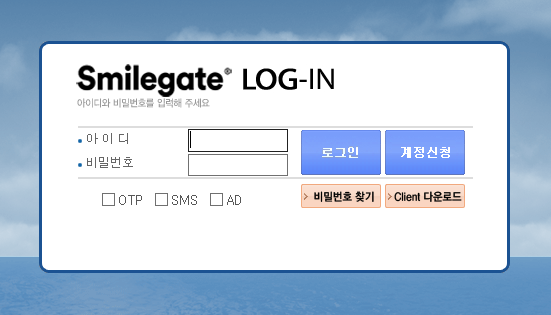 Smilegate® LOG-IN
아이디와 비밀번호를 입력해 주세요
아 이 디
비밀번호
로그인
계정신청
OTP SMS AD
> 비밀번호 찾기
> Client 다운로드